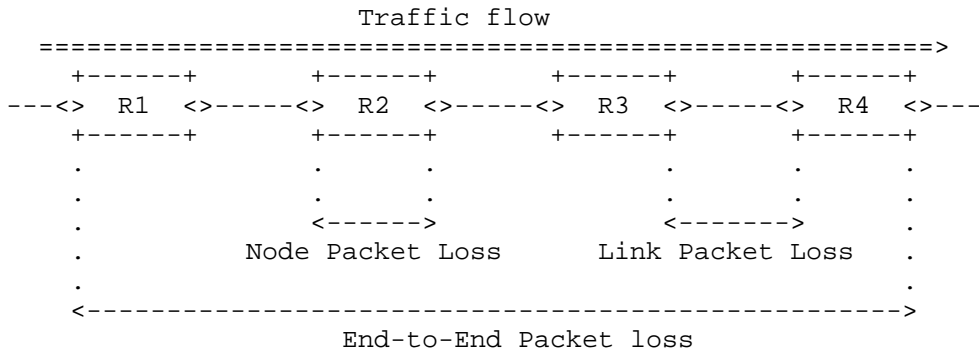 Traffic flow
========================================================>
+------+ +------+ +------+ +------+
---<> R1 <>-----<> R2 <>-----<> R3 <>-----<> R4 <>---
+------+ +------+ +------+ +------+
. . . . . .
. . . . . .
. <------> <-------> .
. Node Packet Loss Link Packet Loss .
. .
<--------------------------------------------------->
End-to-End Packet loss